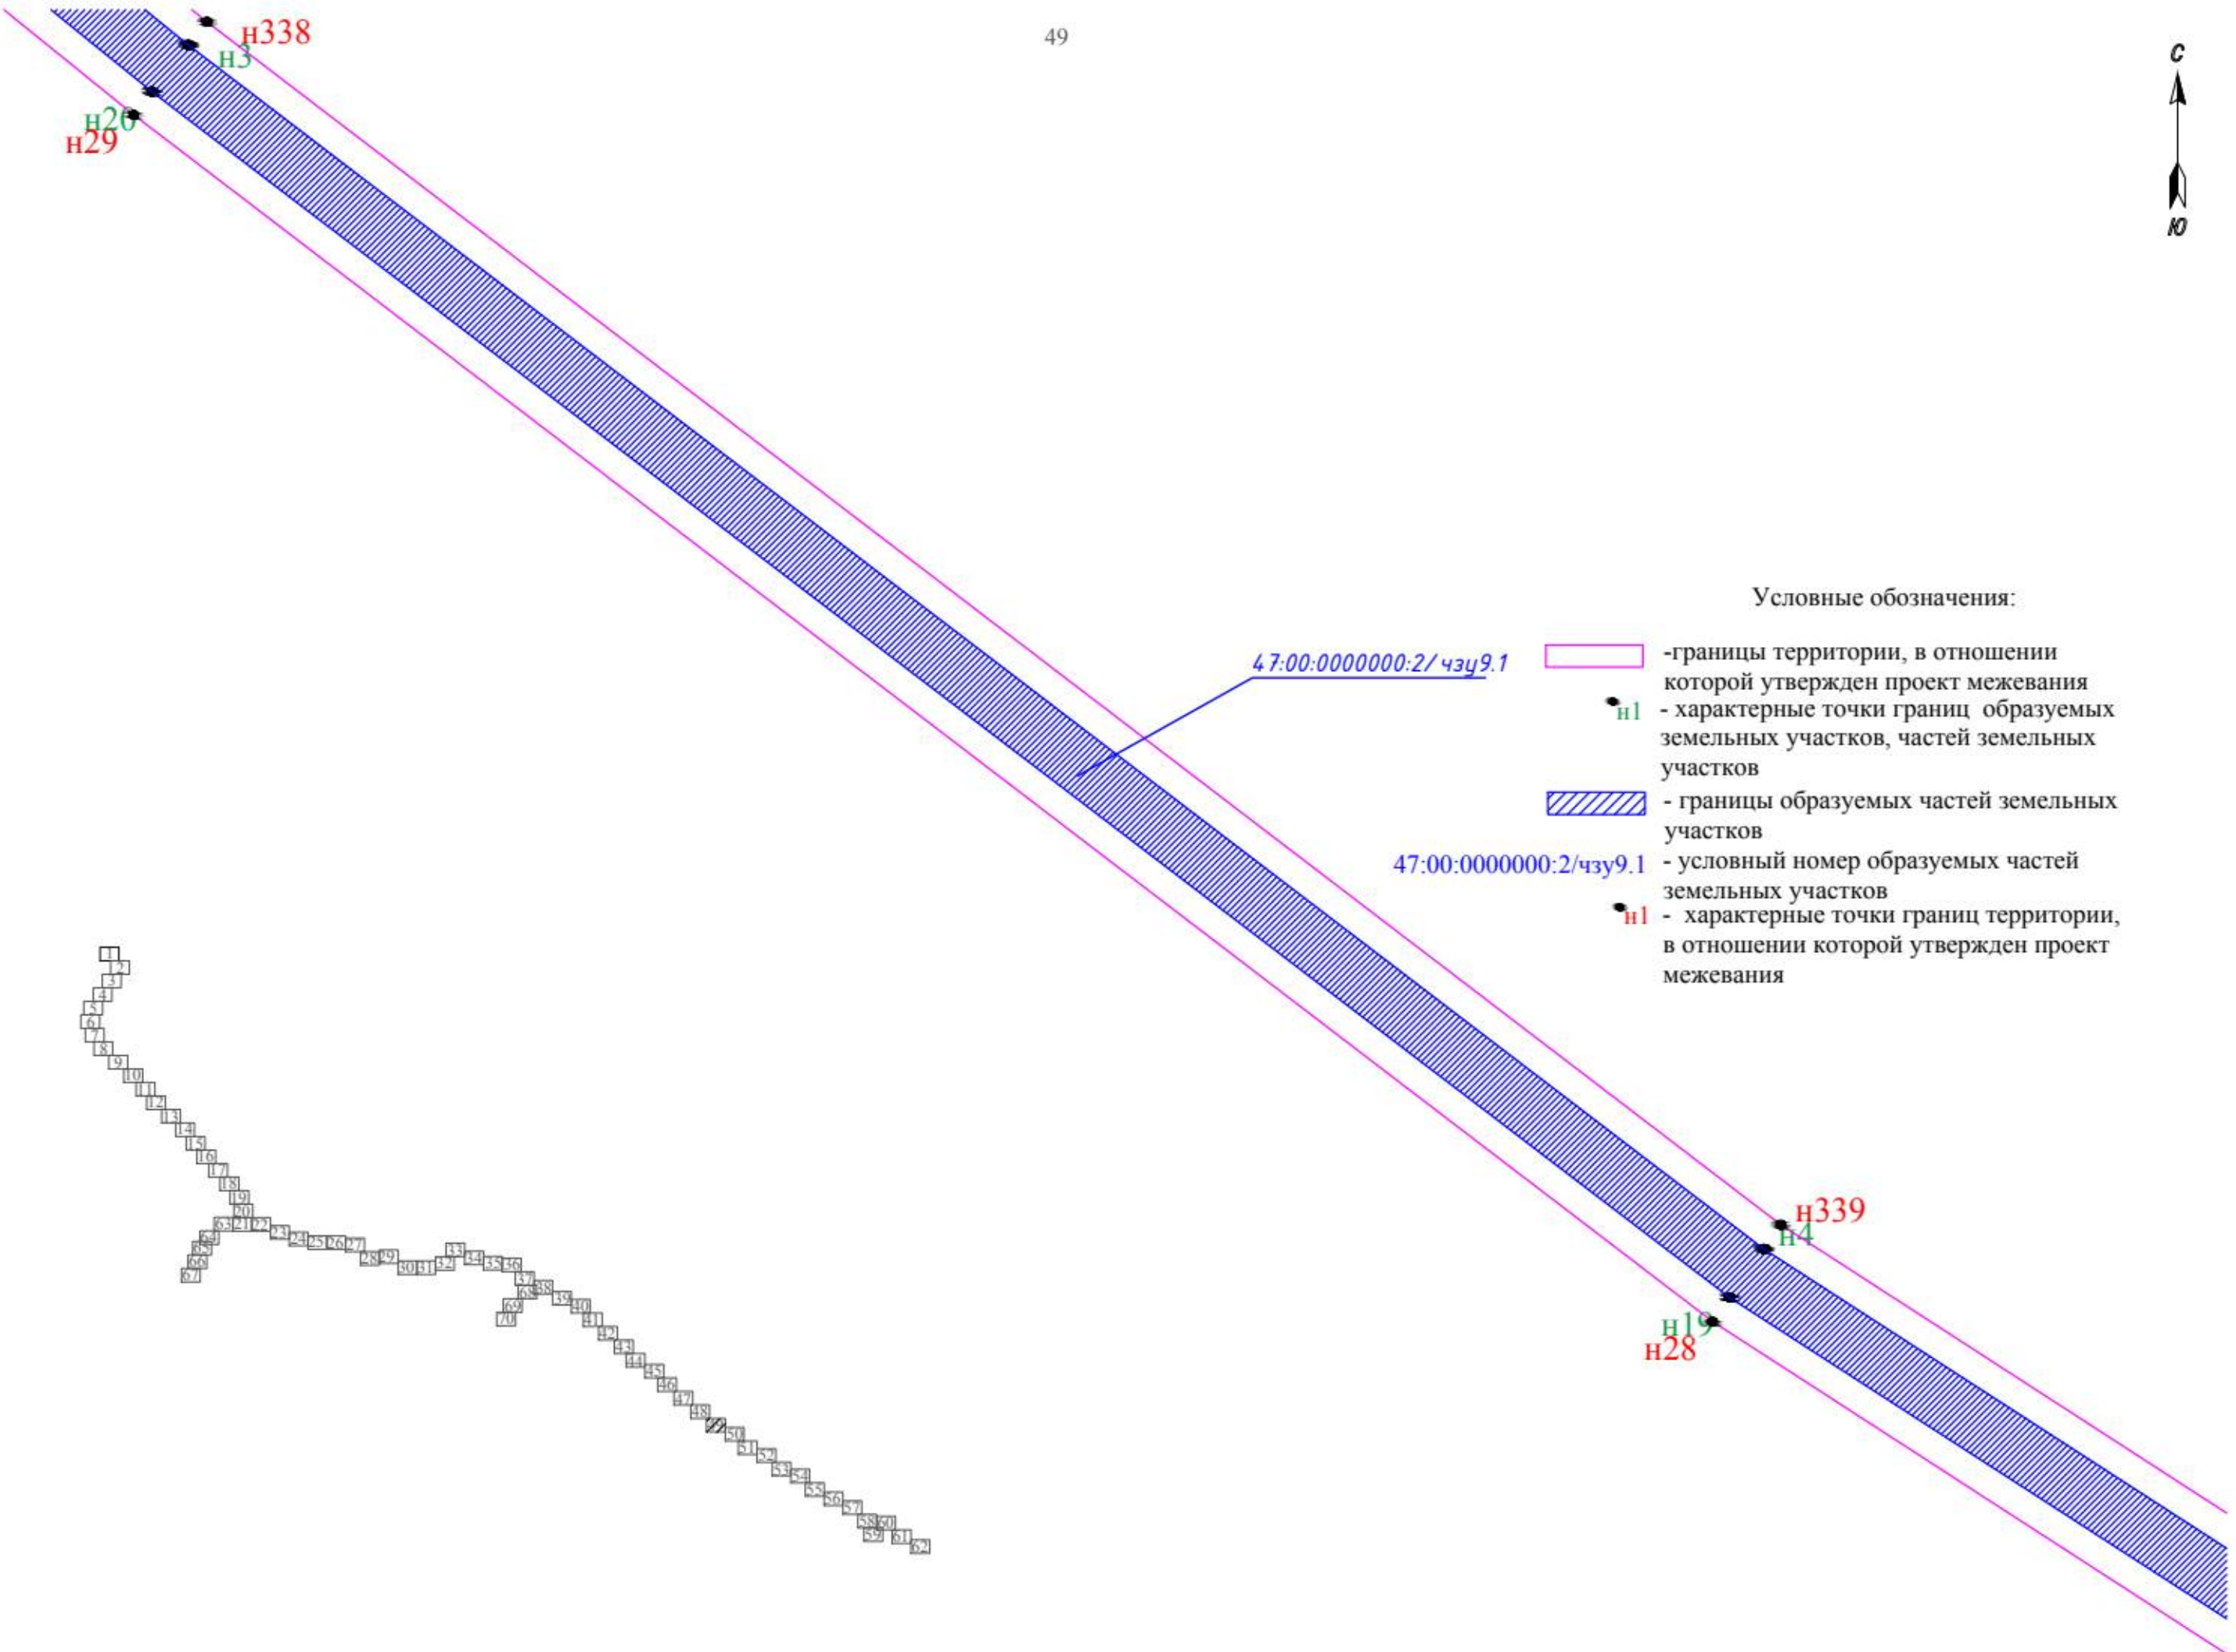 49
н338
н3
н20
н29
С
Ю
Условные обозначения:
47:00:0000000:2/ чзу9.1
-границы территории, в отношении
которой утвержден проект межевания
н1 - характерные точки границ образуемых
земельных участков, частей земельных
участков
- границы образуемых частей земельных
участков
47:00:0000000:2/чзу9.1 - условный номер образуемых частей
земельных участков
н1 - характерные точки границ территории,
в отношении которой утвержден проект
межевания
н339
н4
н19
н28
1
2
3
4
5
6
7
8
9
10
11
12
13
14
15
16
17
18
19
20
63 21 22
23
24 25 26 27
28 29
30 31 32
33
34 35 36
37
38
39
40
41
42
43
44
45
46
47
48
50
51
52
53
54
55
56
57
58 60
59 61
62
64
65
66
67
68
69
70